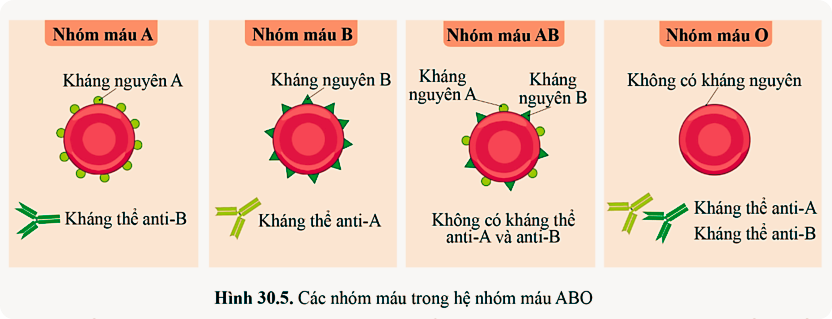 Nhóm máu A
Kháng nguyên A
Kháng thể anti-B
Nhóm máu B
Kháng nguyên B
Kháng thể anti-A
Nhóm máu AB
Kháng
nguyên A
Kháng
nguyên B
Không có kháng thể
anti-A và anti-B
Nhóm máu O
Không có kháng nguyên
Kháng thể anti-A
Kháng thể anti-B
Hình 30.5. Các nhóm máu trong hệ nhóm máu ABO